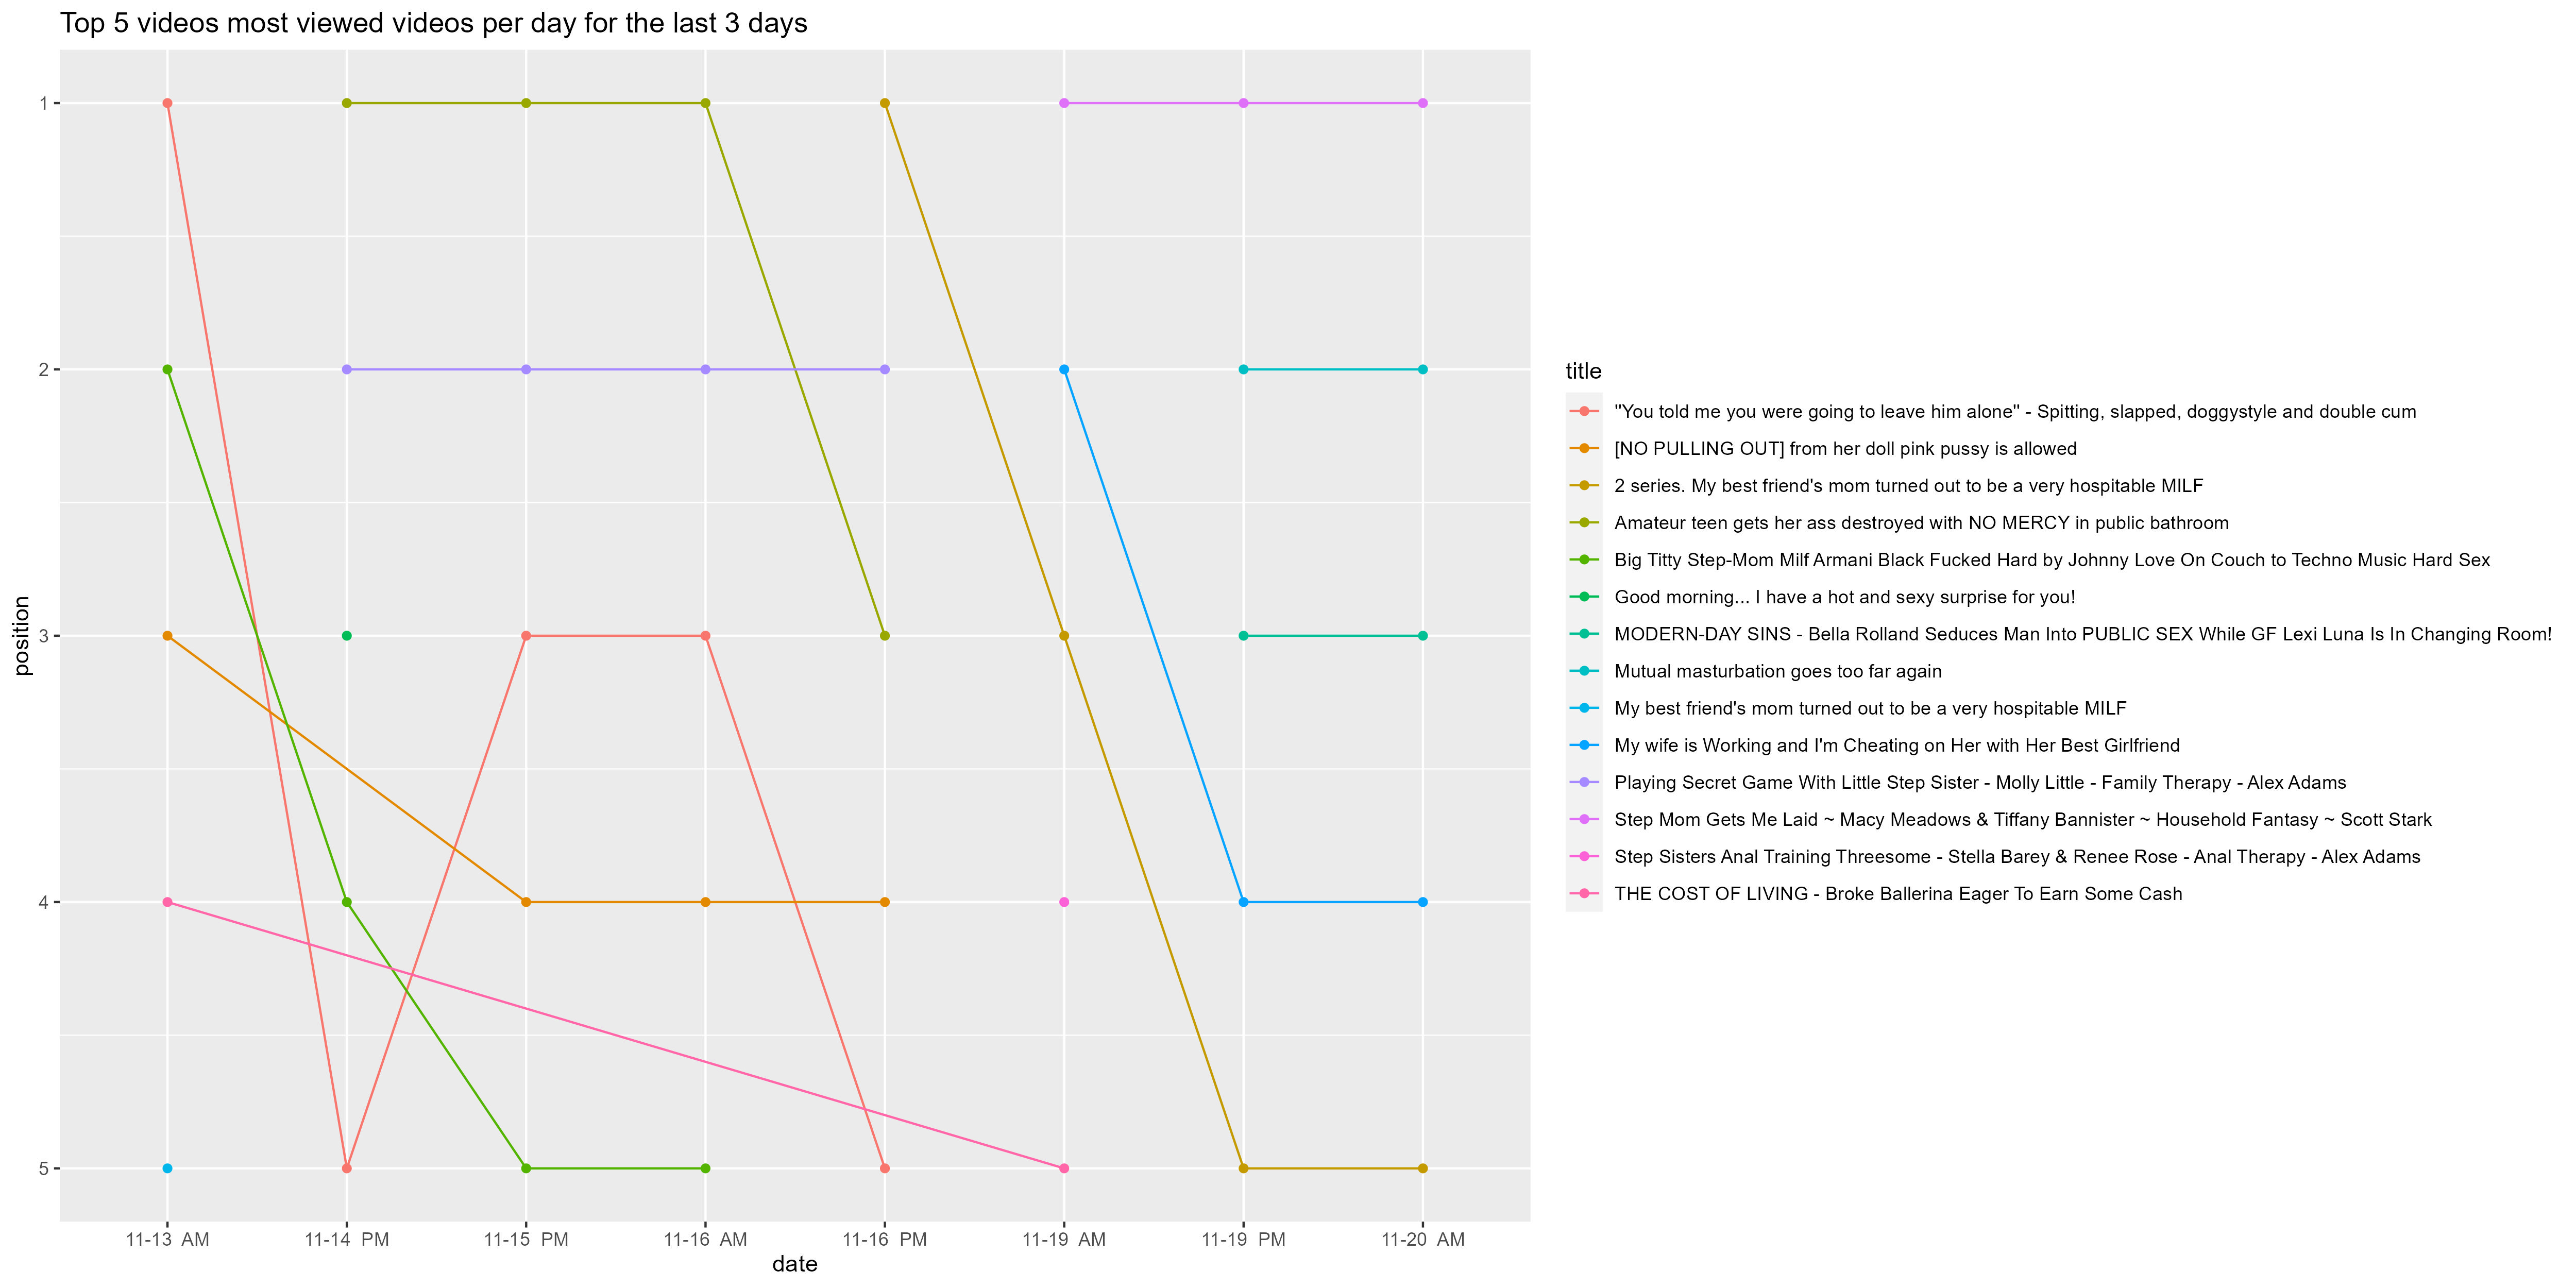 Top 5 videos most viewed videos per day for the last 3 days
position
1
2
3
4
5
11-13 AM
11-14 PM
11-15 PM
11-16 AM
11-16 PM
11-19 AM
11-19 PM
11-20 AM
date
title
"You told me you were going to leave him alone" - Spitting, slapped, doggystyle and double cum
[NO PULLING OUT] from her doll pink pussy is allowed
2 series. My best friend's mom turned out to be a very hospitable MILF
Amateur teen gets her ass destroyed with NO MERCY in public bathroom
Big Titty Step-Mom Milf Armani Black Fucked Hard by Johnny Love On Couch to Techno Music Hard Sex
Good morning... I have a hot and sexy surprise for you!
MODERN-DAY SINS - Bella Rolland Seduces Man Into PUBLIC SEX While GF Lexi Luna Is In Changing Room!
Mutual masturbation goes too far again
My best friend's mom turned out to be a very hospitable MILF
My wife is Working and I'm Cheating on Her with Her Best Girlfriend
Playing Secret Game With Little Step Sister - Molly Little - Family Therapy - Alex Adams
Step Mom Gets Me Laid ~ Macy Meadows & Tiffany Bannister ~ Household Fantasy ~ Scott Stark
Step Sisters Anal Training Threesome - Stella Barey & Renee Rose - Anal Therapy - Alex Adams
THE COST OF LIVING - Broke Ballerina Eager To Earn Some Cash